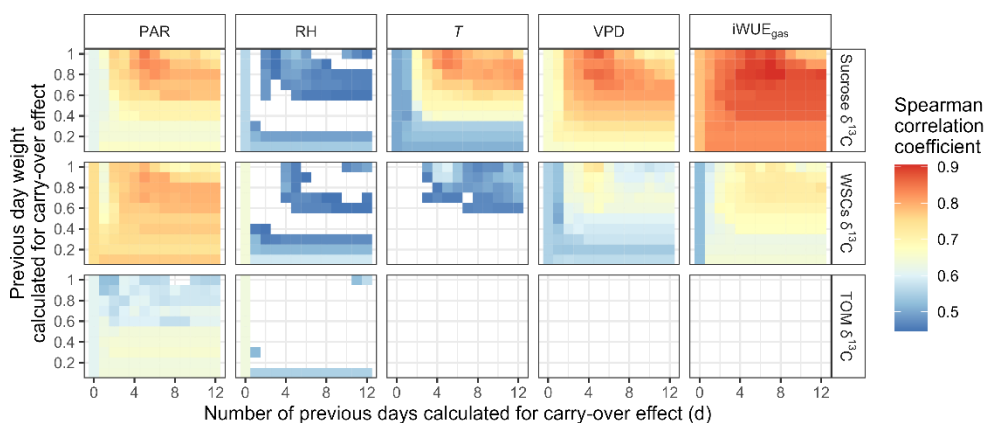 PAR RH T VPD iWUEgas
Previous day weight
calculated for carry-over effect
1
0.8
0.6
0.4
0.2
Sucrose δ13C
1
0.8
0.6
0.4
0.2
WSCs δ13C
1
0.8
0.6
0.4
0.2
TOM δ13C
0 4 8 12 0 4 8 12 0 4 8 12 0 4 8 12 0 4 8 12
Number of previous days calculated for carry-over effect (d)
Spearman
correlation
coefficient
0.9
0.8
0.7
0.6
0.5